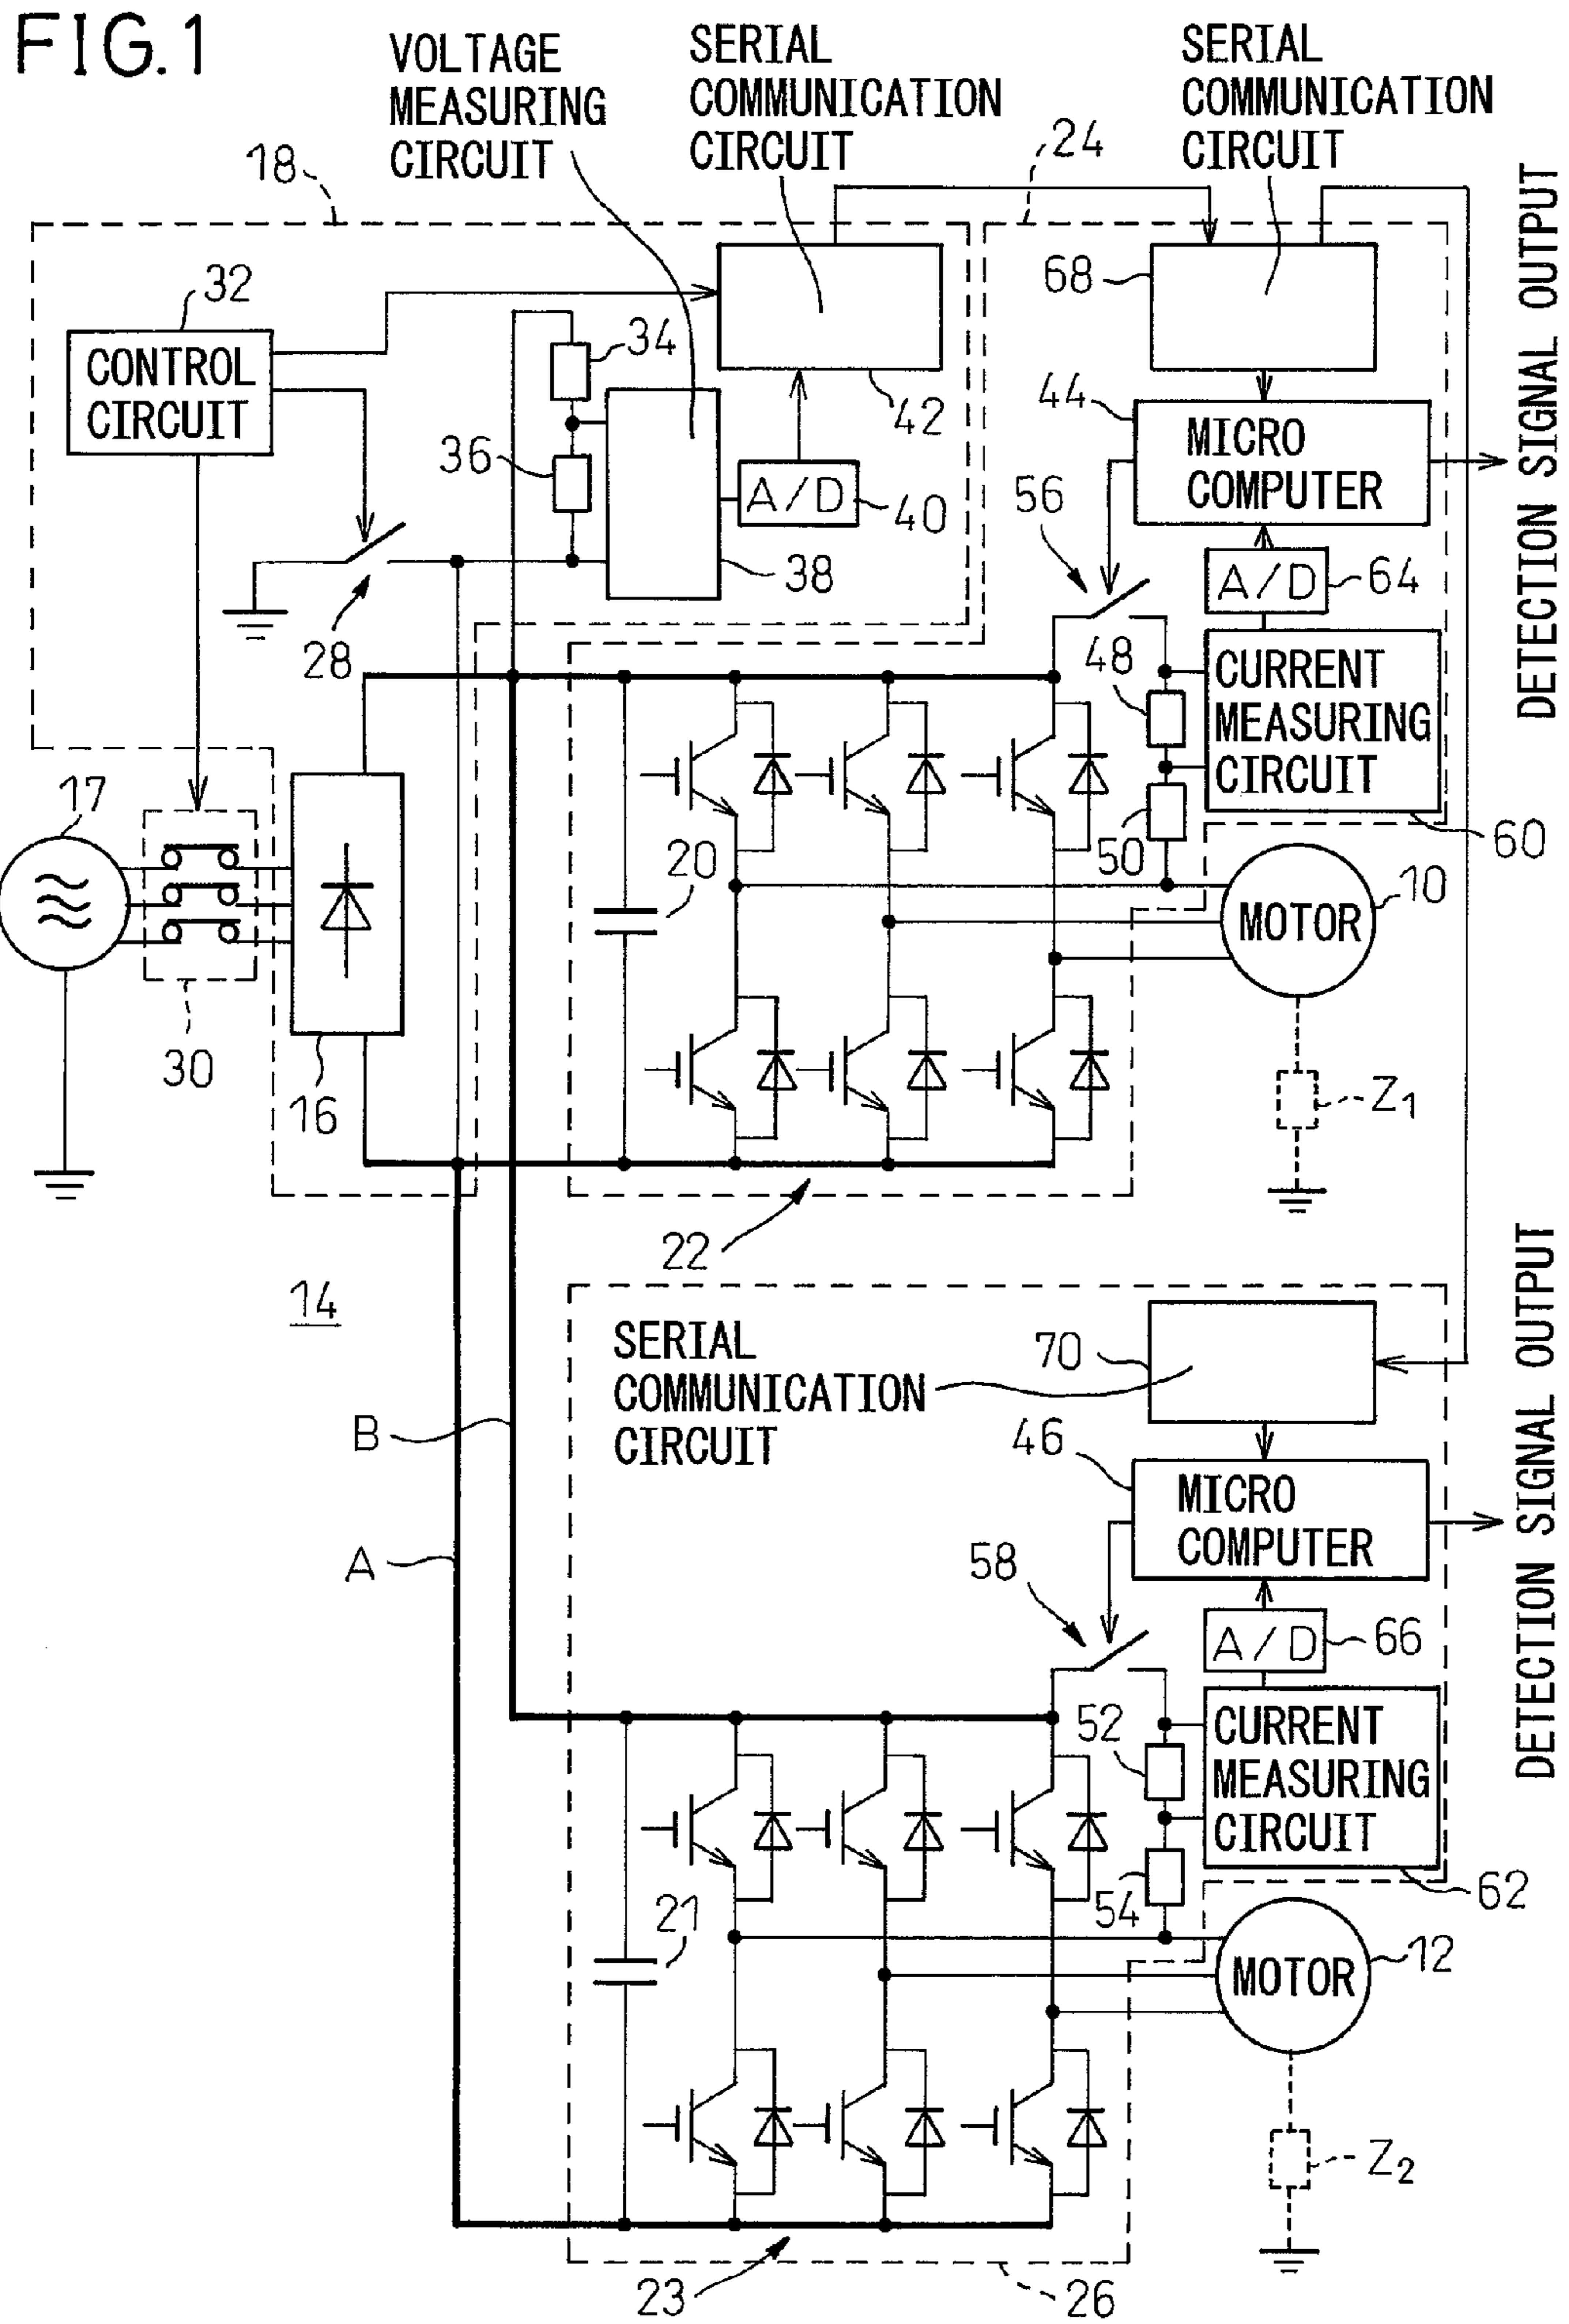 FIG.1
VOLTAGE
MEASURING
CIRCUIT
SERIAL
COMMUNICATION
CIRCUIT
SERIAL
COMMUNICATION
CIRCUIT
18
24
DETECTION SIGNAL OUTPUT
32
CONTROL
CIRCUIT
34
36
42
68
44
MICRO
COMPUTER
A/D
40
38
56
28
A/D
64
48
CURRENT
MEASURING
CIRCUIT
50
60
17
30
16
20
MOTOR
10
Z1
22
14
DETECTION SIGNAL OUTPUT
SERIAL
COMMUNICATION
CIRCUIT
70
B
46
MICRO
COMPUTER
A
58
A/D
66
52
CURRENT
MEASURING
CIRCUIT
54
62
21
MOTOR
12
Z2
23
26